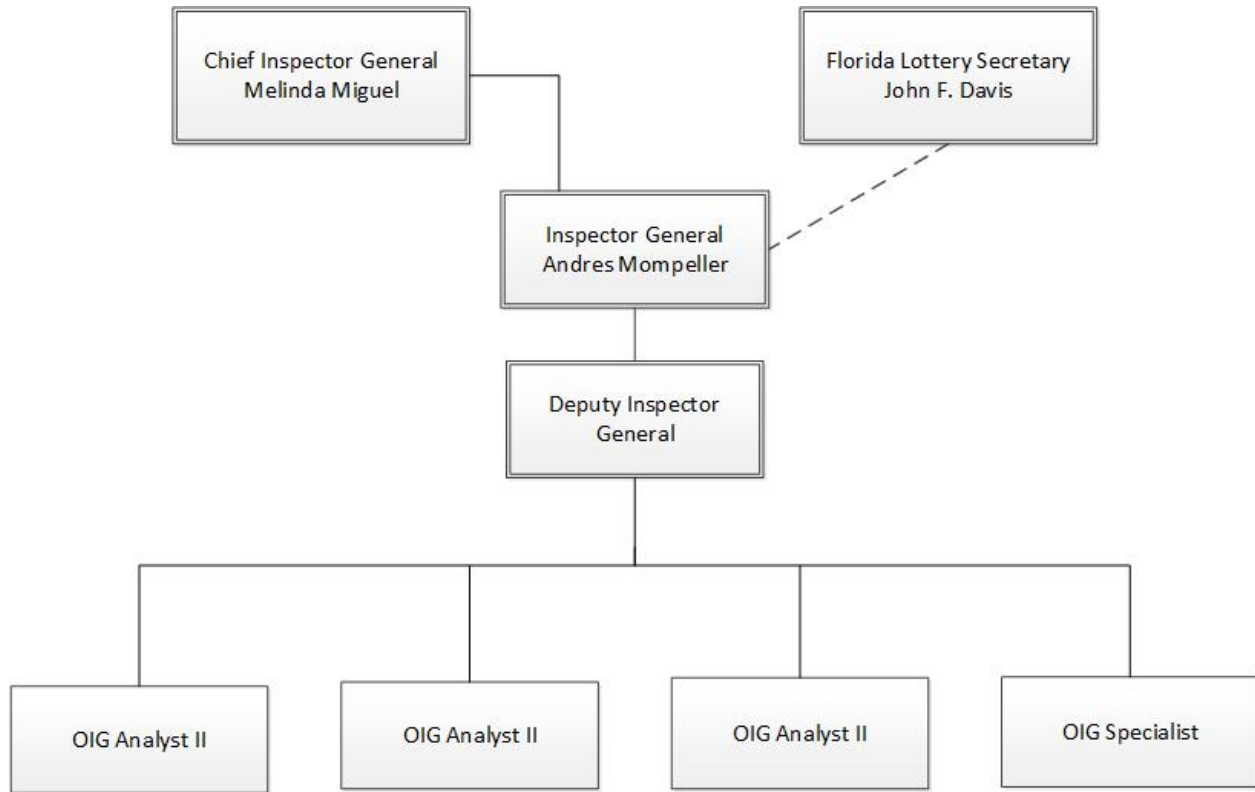 Chief Inspector General
Melinda Miguel
Florida Lottery Secretary
John F. Davis
Inspector General
Andres Mompeller
Deputy Inspector
General
OIG Analyst II
OIG Analyst II
OIG Analyst II
OIG Specialist